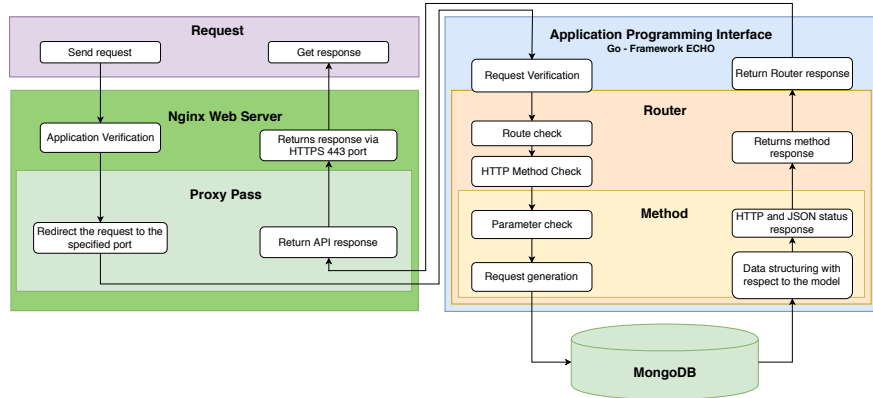 Request
Send request
Get response
Nginx Web Server
Application Verification
Returns response via
HTTPS 443 port
Proxy Pass
Redirect the request to the
specified port
Return API response
Application Programming Interface
Go - Framework ECHO
Request Verification
Return Router response
Router
Route check
Returns method
response
HTTP Method Check
Method
Parameter check
HTTP and JSON status
response
Request generation
Data structuring with
respect to the model
MongoDB